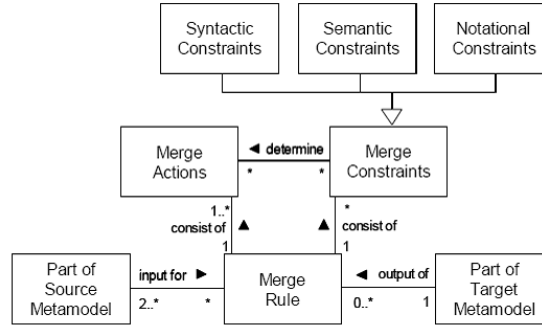 Syntactic
Constraints
Semantic
Constraints
Notational
Constraints
Merge
Actions
◄ determine
*
*
Merge
Constraints
1..*
consist of ▲
1
*
▲ consist of
1
Part of
Source
Metamodel
input for ►
2..*
*
Merge
Rule
◄ output of
0..*
1
Part of
Target
Metamodel